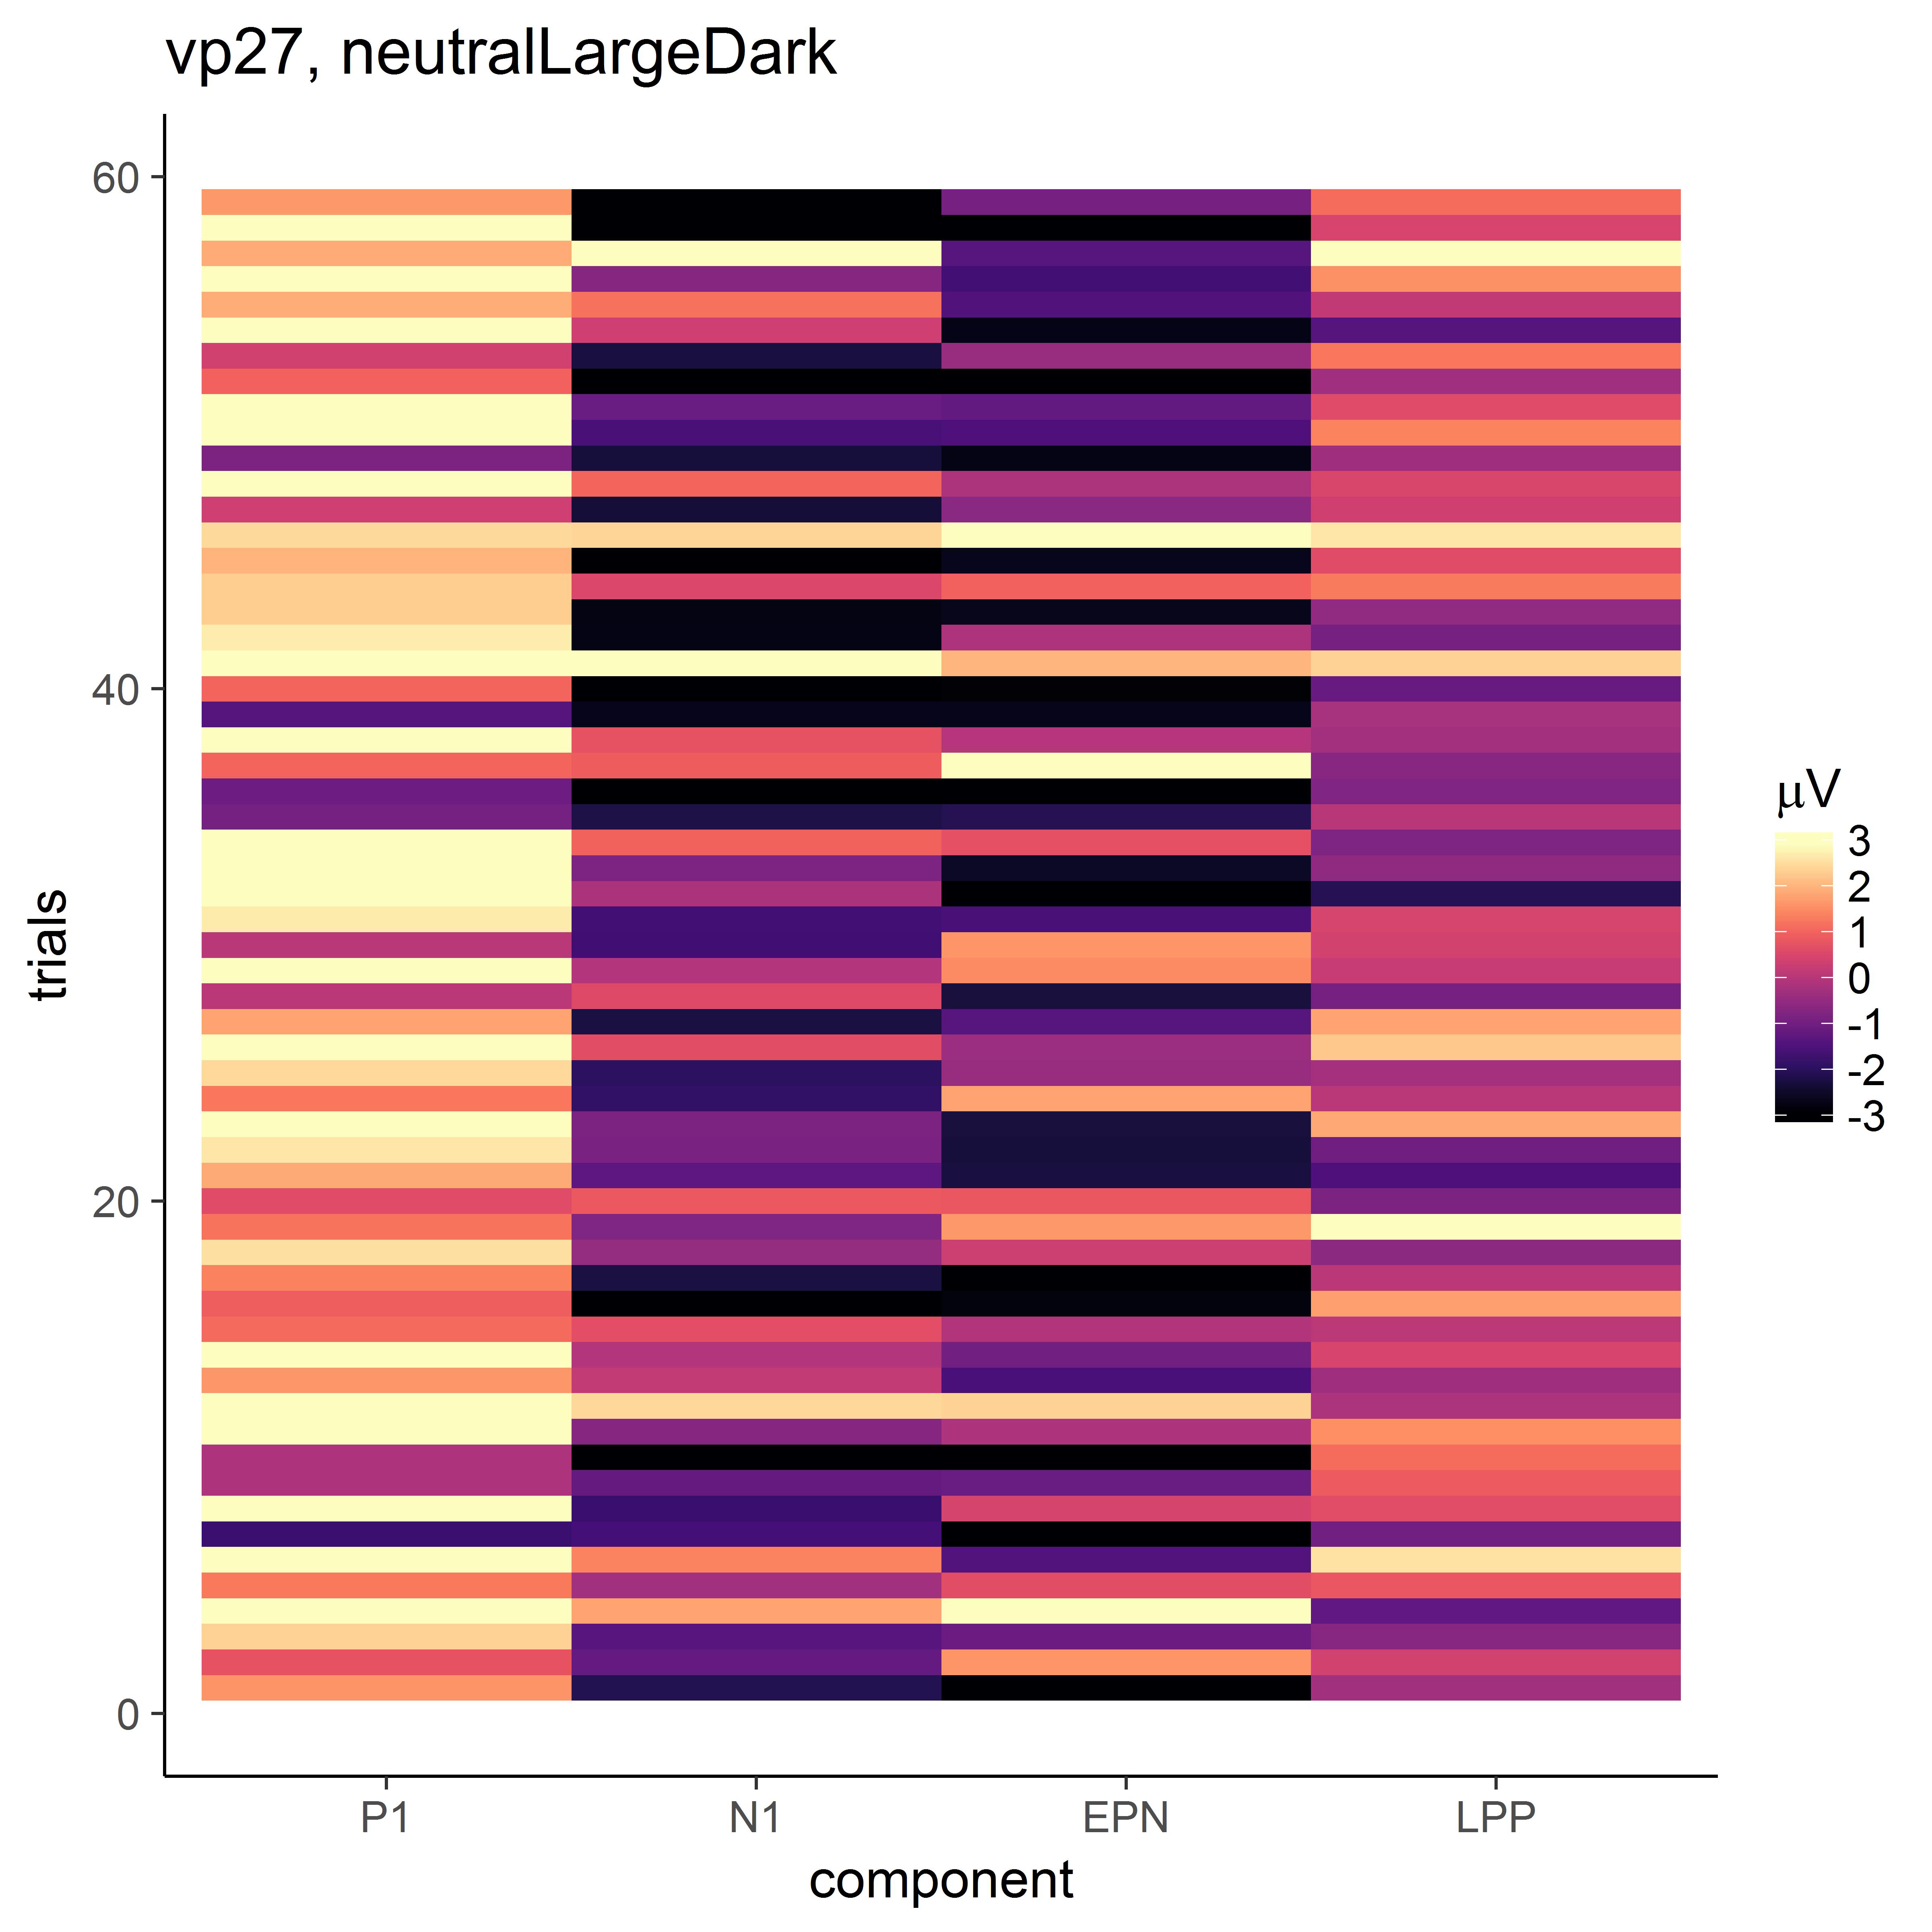 vp27, neutralLargeDark
60
40
20
0
trials
P1
N1
EPN
LPP
component
μV
3
2
1
0
-1
-2
-3